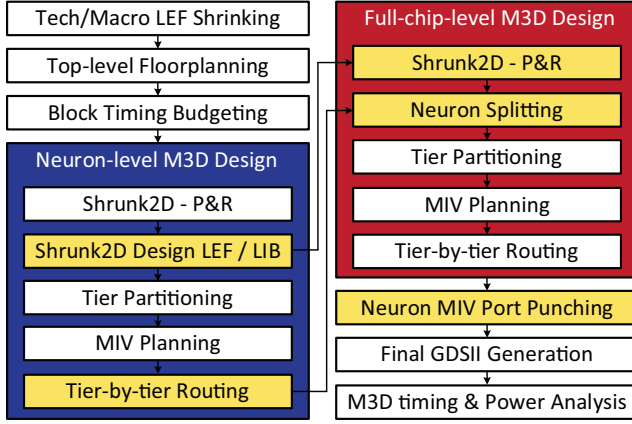 Tech/Macro LEF Shrinking
Top-level Floorplanning
Block Timing Budgeting
Neuron-level M3D Design
Shrunk2D - P&R
Shrunk2D Design LEF / LIB
Tier Partitioning
MIV Planning
Tier-by-tier Routing
Full-chip-level M3D Design
Shrunk2D - P&R
Neuron Splitting
Tier Partitioning
MIV Planning
Tier-by-tier Routing
Neuron MIV Port Punching
Final GDSII Generation
M3D timing & Power Analysis